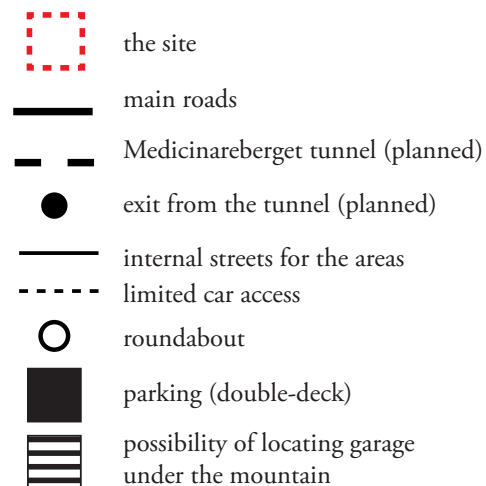 the site
main roads
Medicinareberget tunnel (planned)
exit from the tunnel (planned)
internal streets for the areas
limited car access
roundabout
parking (double-deck)
possibility of locating garage
under the mountain